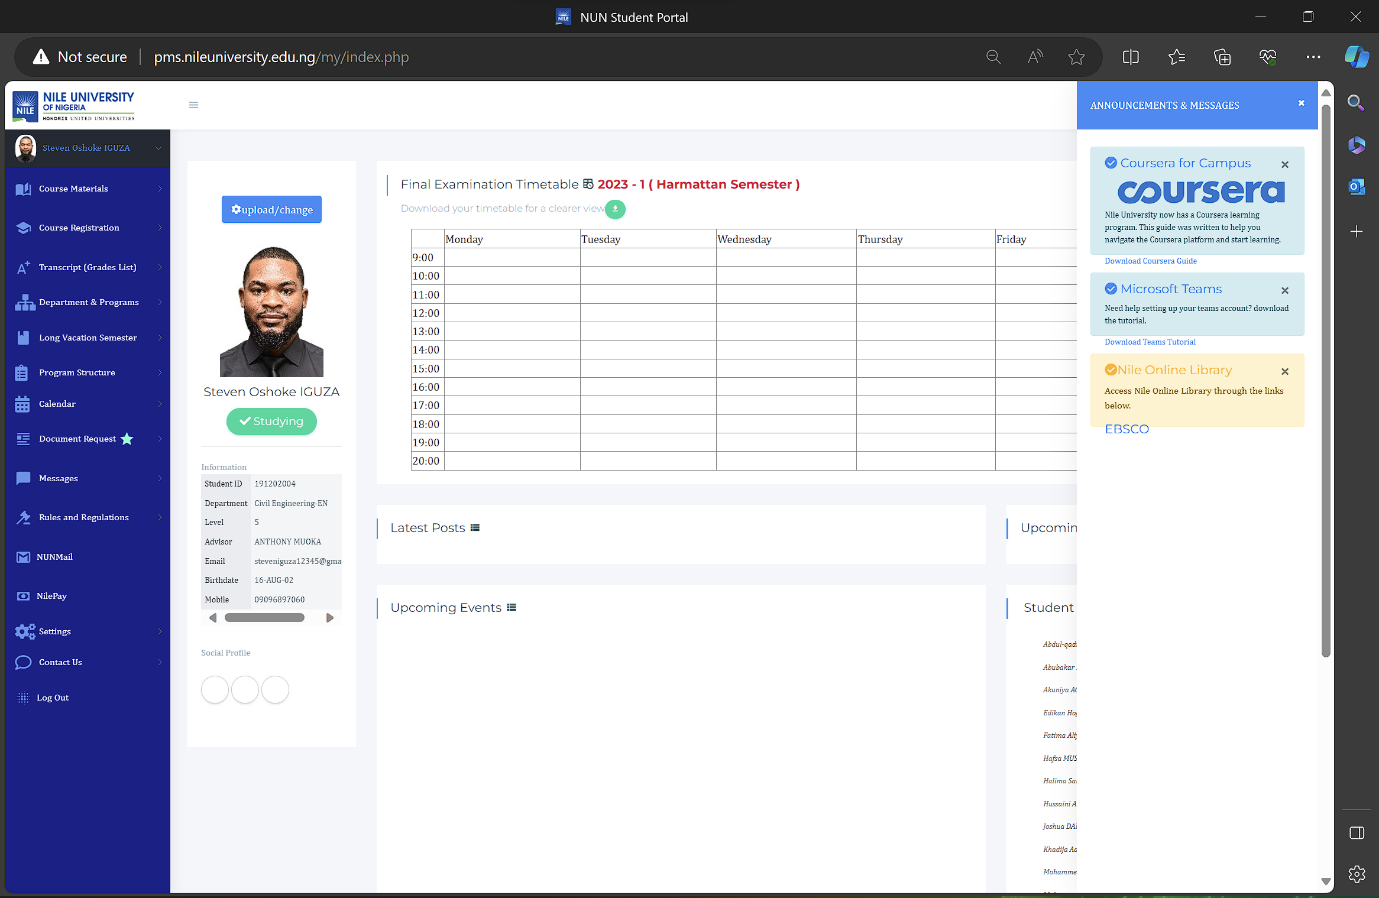 NUN Student Portal
Not secure
pms.nileuniversity.edu.ng/my/index.php
NILE UNIVERSITY
OF NIGERIA
NILE
HONORIS UNITED UNIVERSITIES
Steven Oshoke IGUZA
Course Materials
Course Registration
Transcript (Grades List)
Department & Programs
Long Vacation Semester
Program Structure
Calendar
Document Request
Messages
Rules and Regulations
NUNMail
NilePay
Settings
Contact Us
Log Out
upload/change
Steven Oshoke IGUZA
Studying
Information
Student ID 191202004
Department Civil Engineering-EN
Level 5
Advisor ANTHONY MUOKA
Email steveniguza12345@gma
Birthdate 16-AUG-02
Mobile 09096897060
Social Profile
Final Examination Timetable 2023 - 1 ( Harmattan Semester )
Download your timetable for a clearer view
Monday Tuesday Wednesday Thursday Friday
9:00
10:00
11:00
12:00
13:00
14:00
15:00
16:00
17:00
18:00
19:00
20:00
Latest Posts
Upcoming Events
Upcomin
Student
Abdul-qad
Abubakar
Akuniya
Edikan
Fatima
Hafsa MUS
Halima Sa
Hussaini A
Joshua
Khadija
Mohamme
ANNOUNCEMENTS & MESSAGES
Coursera for Campus
coursera
Nile University now has a Coursera learning
program. This guide was written to help you
navigate the Coursera platform and start learning.
Download Coursera Guide
Microsoft Teams
Need help setting up your teams account? download
the tutorial.
Download Teams Tutorial
Nile Online Library
Access Nile Online Library through the links
below.
EBSCO